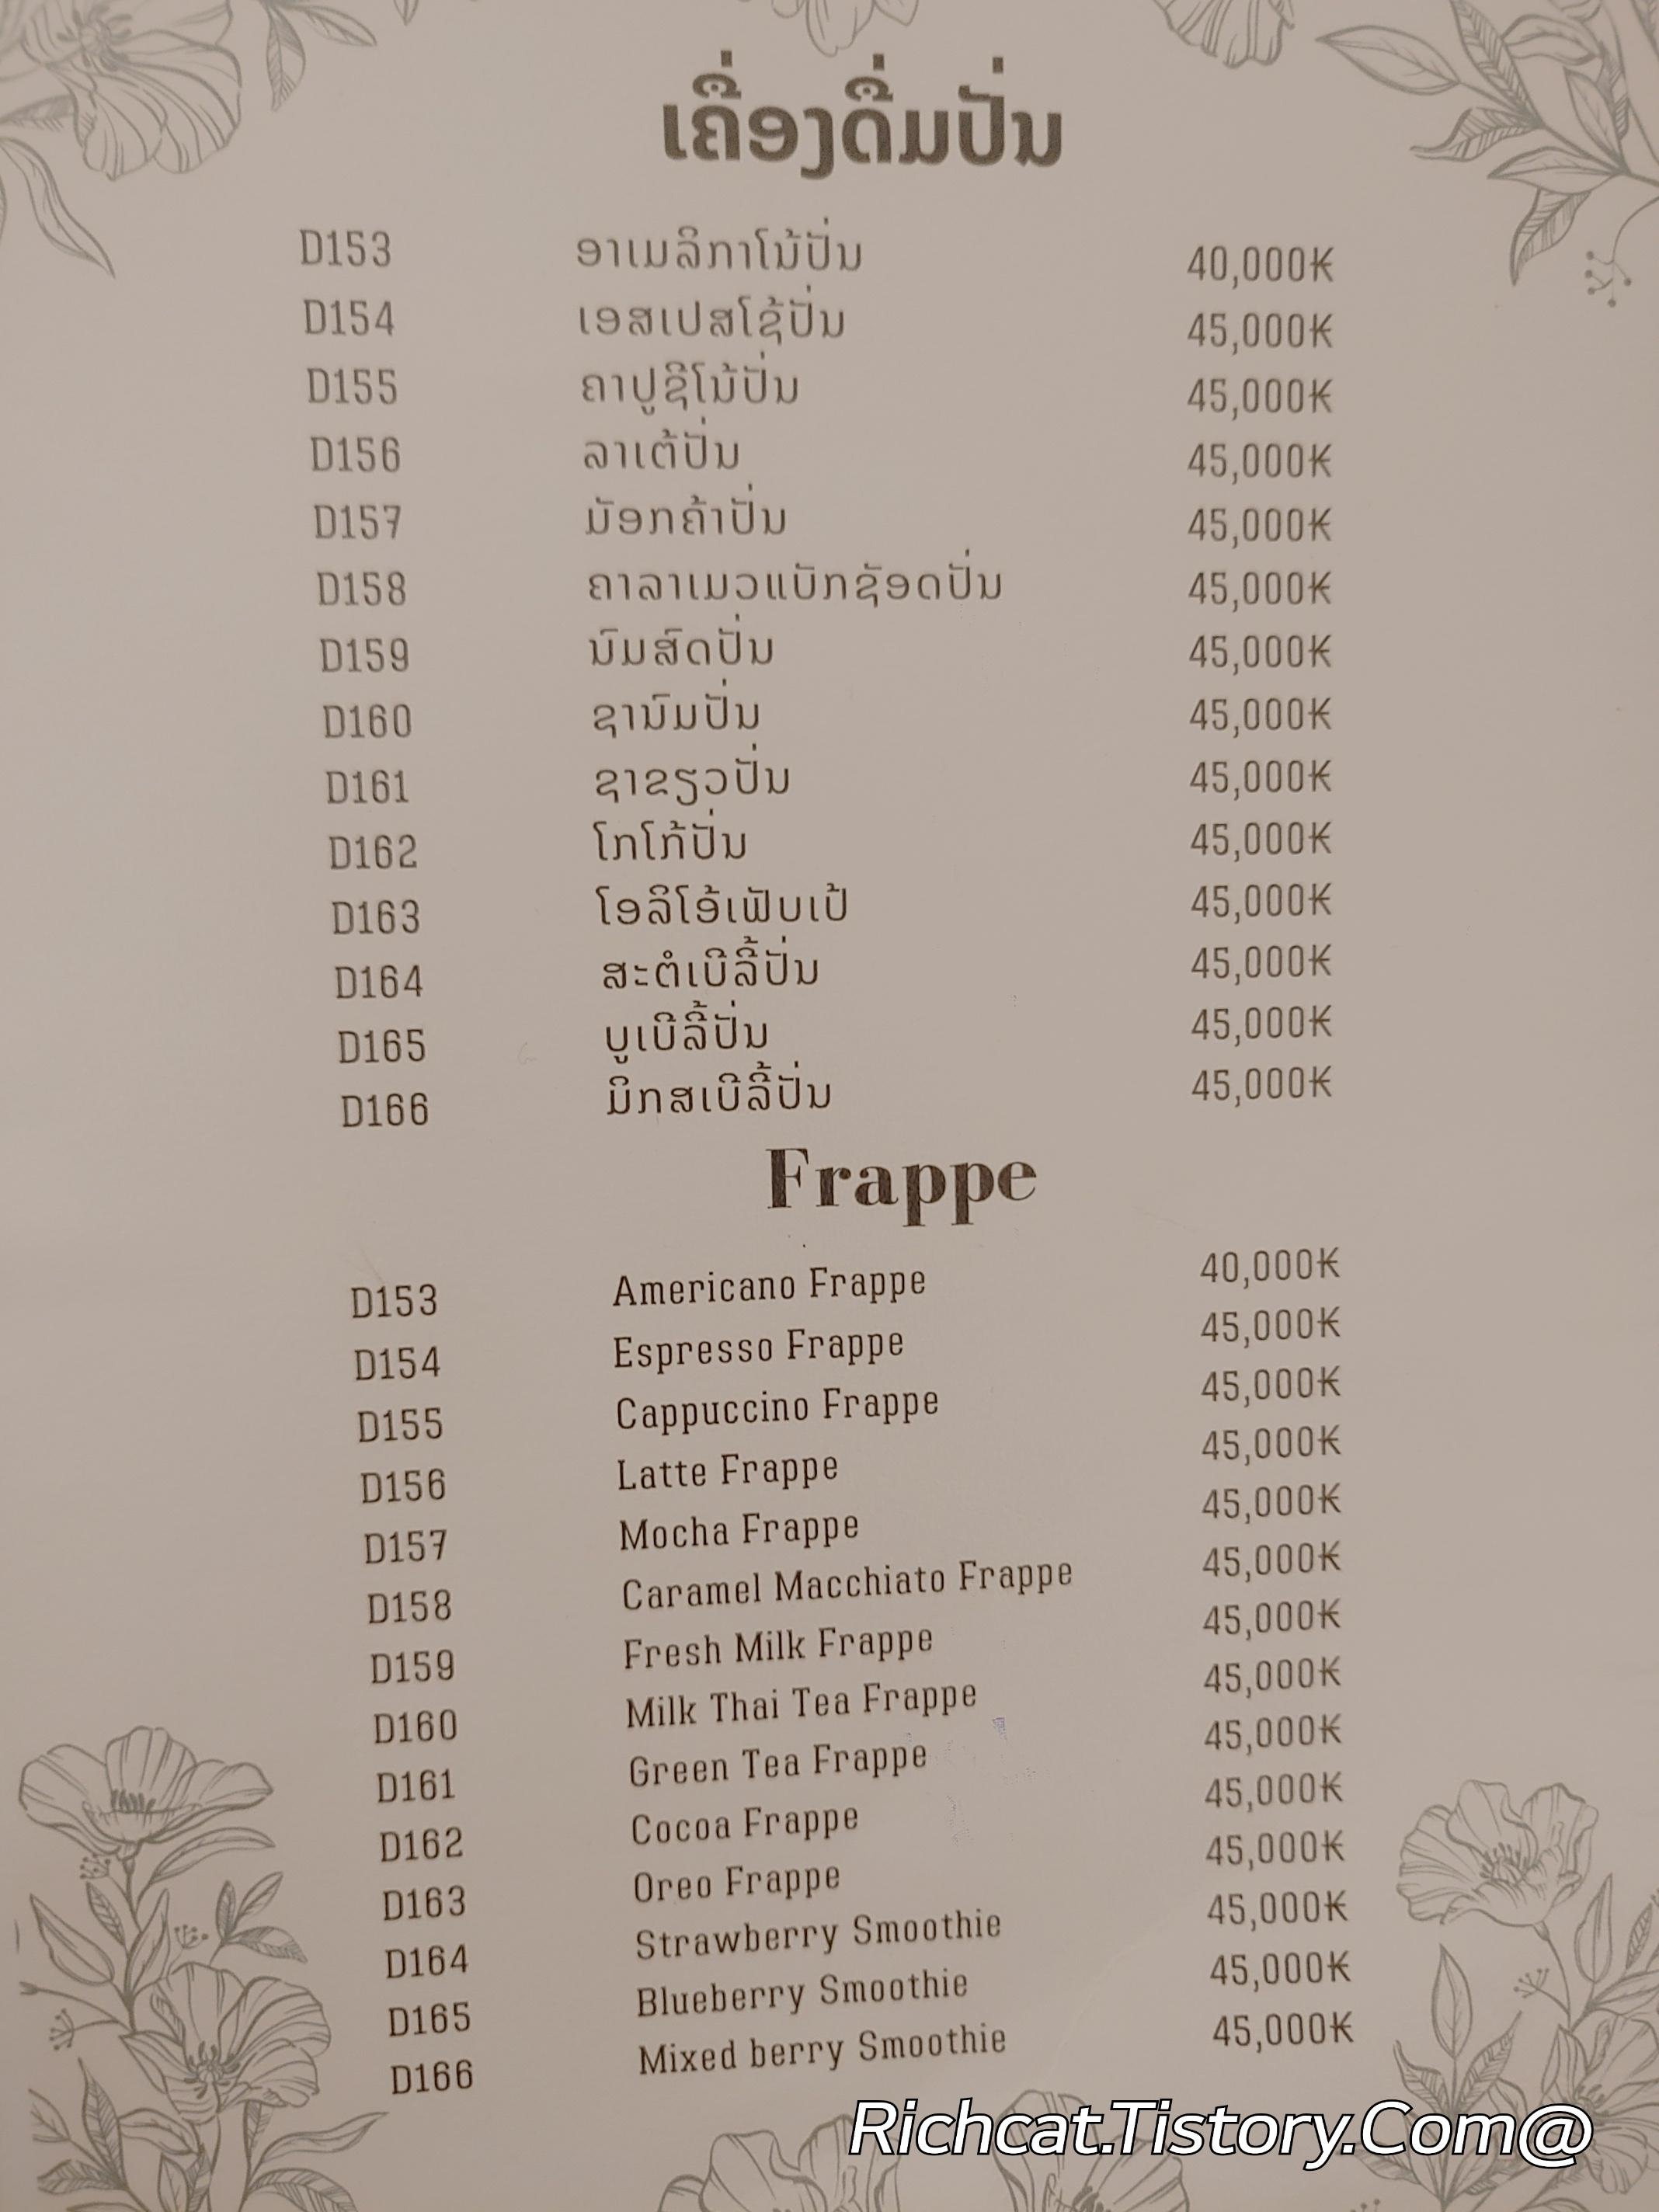 ເຄື່ອງດື່ມປັ່ນ
D153 ອາເມລິກາໂນ້ປັ່ນ 40,000₭
D154 ເອສເປສໂຊ້ປັ່ນ 45,000₭
D155 ຄາປູຊີໂນ້ປັ່ນ 45,000₭
D156 ລາເຕ້ປັ່ນ 45,000₭
D157 ມັອກຄ້າປັ່ນ 45,000₭
D158 ຄາລາເມວແບັກຊັອດປັ່ນ 45,000₭
D159 ນົມສົດປັ່ນ 45,000₭
D160 ຊານົມປັ່ນ 45,000₭
D161 ຊາຂຽວປັ່ນ 45,000₭
D162 ໂກໂກ້ປັ່ນ 45,000₭
D163 ໂອລິໂອ້ເຟັບເປ້ 45,000₭
D164 ສະຕໍເບີລີ້ປັ່ນ 45,000₭
D165 ບູເບີລີ້ປັ່ນ 45,000₭
D166 ມິກສເບີລີ້ປັ່ນ 45,000₭
Frappe
D153 Americano Frappe 40,000₭
D154 Espresso Frappe 45,000₭
D155 Cappuccino Frappe 45,000₭
D156 Latte Frappe 45,000₭
D157 Mocha Frappe 45,000₭
D158 Caramel Macchiato Frappe 45,000₭
D159 Fresh Milk Frappe 45,000₭
D160 Milk Thai Tea Frappe 45,000₭
D161 Green Tea Frappe 45,000₭
D162 Cocoa Frappe 45,000₭
D163 Oreo Frappe 45,000₭
D164 Strawberry Smoothie 45,000₭
D165 Blueberry Smoothie 45,000₭
D166 Mixed berry Smoothie 45,000₭
Richcat.Tistory.Com@